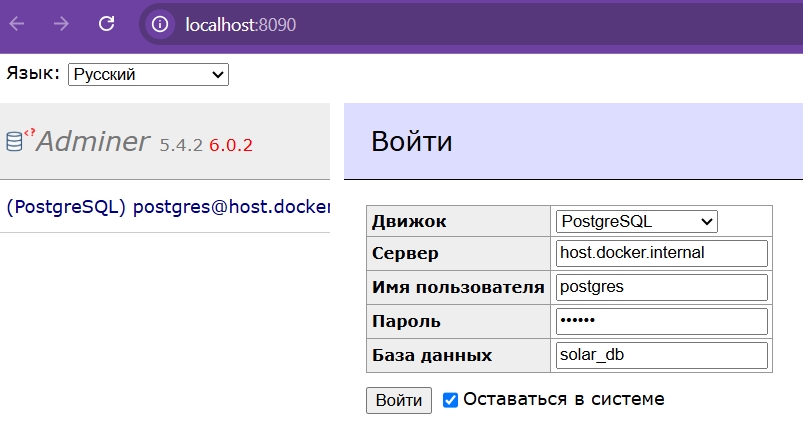 localhost:8090
Язык: Русский
<?
Adminer 5.4.2 6.0.2
(PostgreSQL) postgres@host.docker
Войти
Движок PostgreSQL
Сервер host.docker.internal
Имя пользователя postgres
Пароль ••••••
База данных solar_db
Войти Оставаться в системе